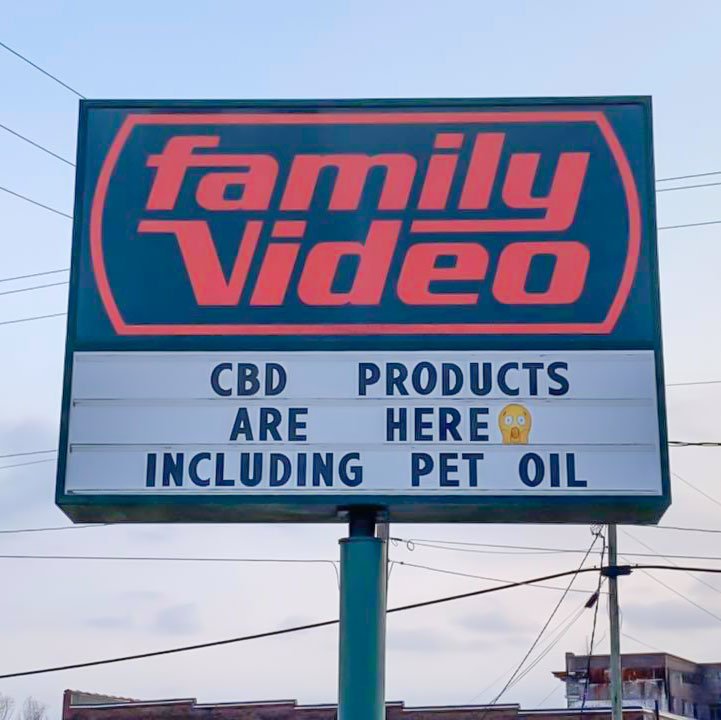 family
Video
CBD PRODUCTS
ARE HERE😱
INCLUDING PET OIL